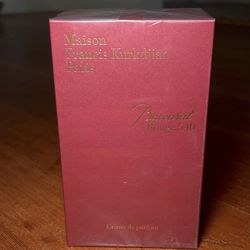 Maison
Francis Kurkdjian
Paris
Baccarat
Rouge 540
Extrait de parfum